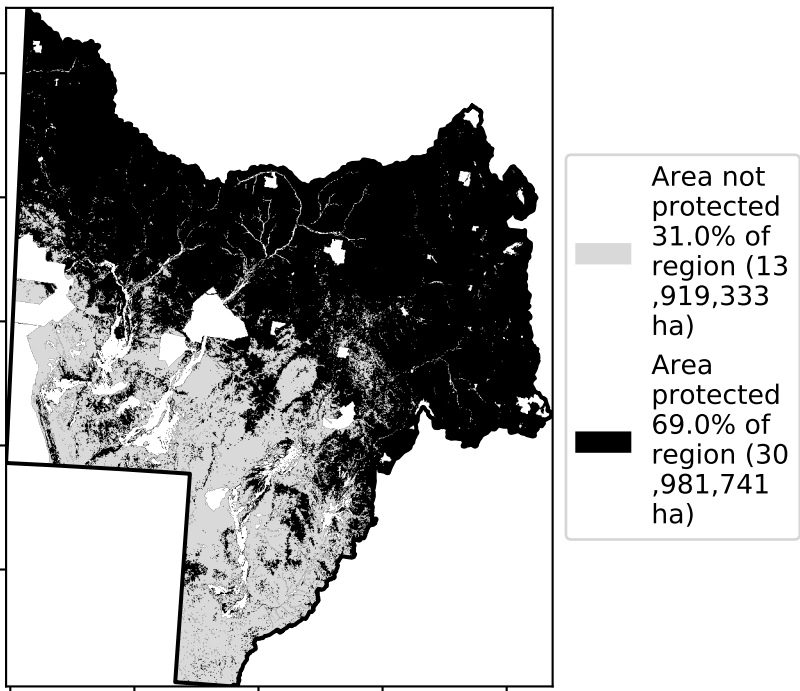 Area not
protected
31.0% of
region (13
,919,333
ha)
Area
protected
69.0% of
region (30
,981,741
ha)